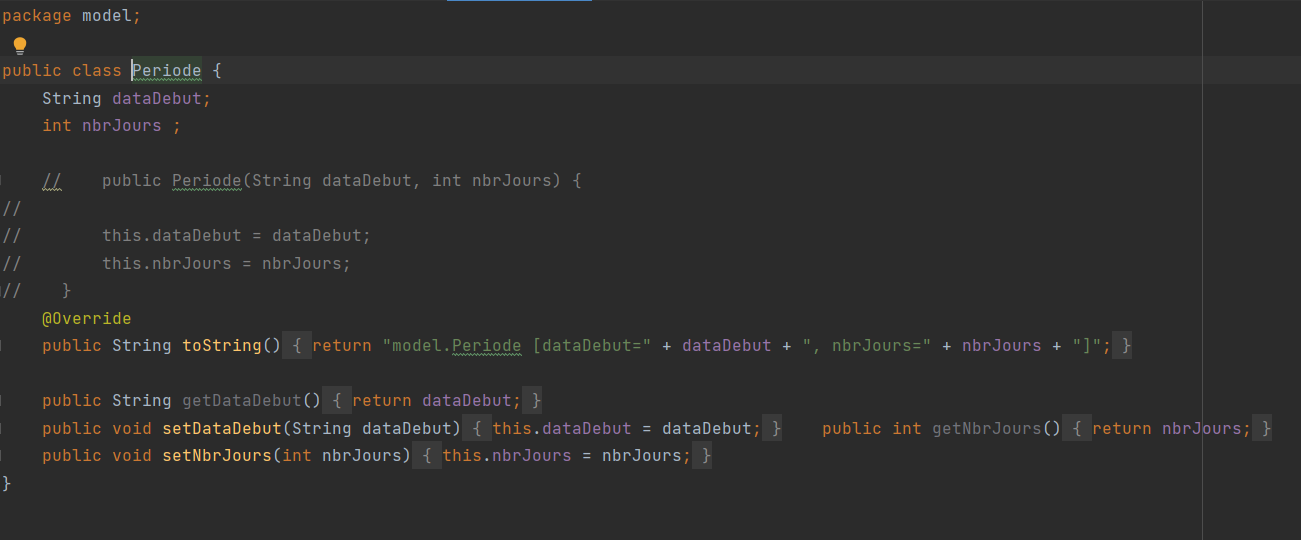 package model;
public class Periode {
    String dataDebut;
    int nbrJours ;
    //    public Periode(String dataDebut, int nbrJours) {
//
//        this.dataDebut = dataDebut;
//        this.nbrJours = nbrJours;
//    }
    @Override
    public String toString() { return "model.Periode [dataDebut=" + dataDebut + ", nbrJours=" + nbrJours + "]"; }
    public String getDataDebut() { return dataDebut; }
    public void setDataDebut(String dataDebut) { this.dataDebut = dataDebut; }    public int getNbrJours() { return nbrJours; }
    public void setNbrJours(int nbrJours) { this.nbrJours = nbrJours; }
}